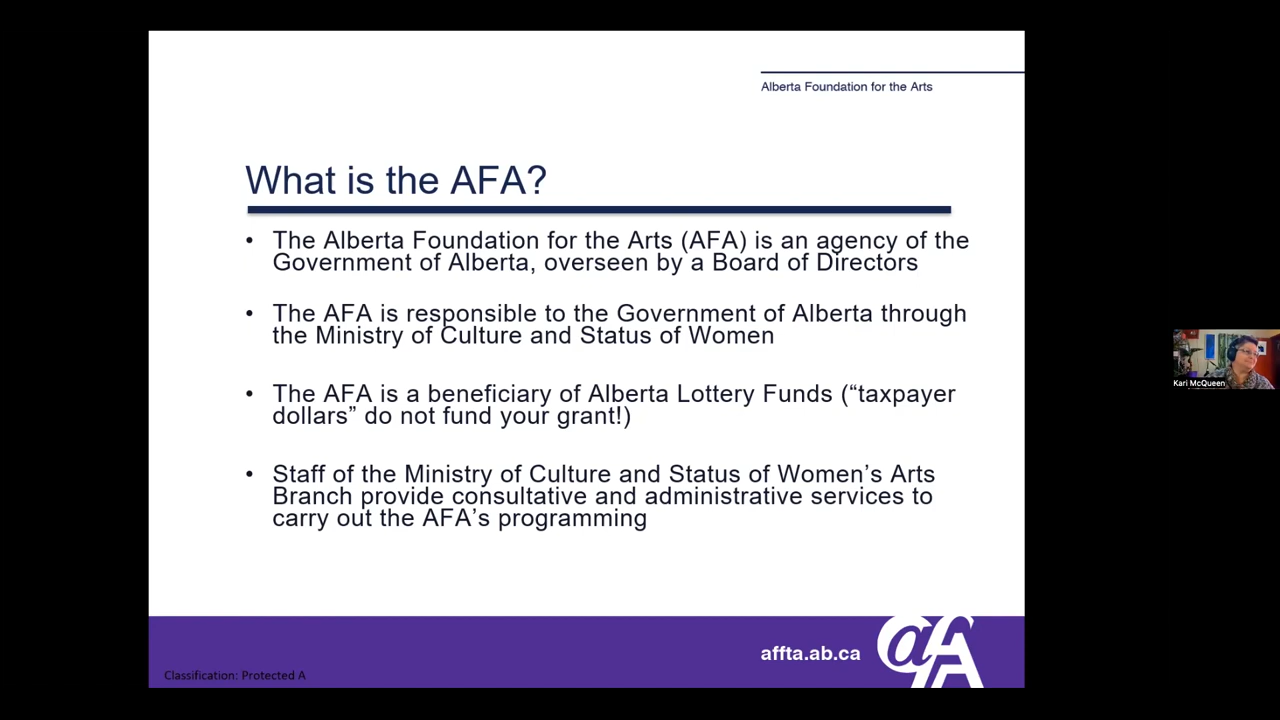 Alberta Foundation for the Arts
What is the AFA?
• The Alberta Foundation for the Arts (AFA) is an agency of the
Government of Alberta, overseen by a Board of Directors
• The AFA is responsible to the Government of Alberta through
the Ministry of Culture and Status of Women
• The AFA is a beneficiary of Alberta Lottery Funds (“taxpayer
dollars” do not fund your grant!)
• Staff of the Ministry of Culture and Status of Women’s Arts
Branch provide consultative and administrative services to
carry out the AFA’s programming
Kari McQueen
affta.ab.ca
afA
Classification: Protected A